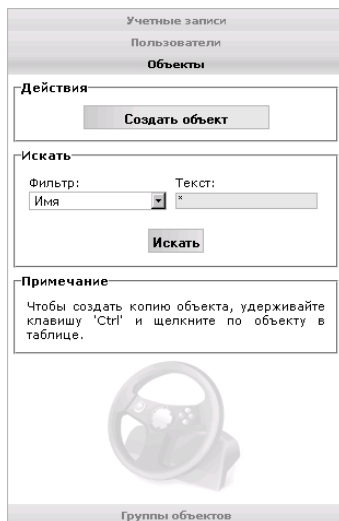 Учетные записи
Пользователи
Объекты
Действия
Создать объект
Искать
Фильтр:
Текст:
Имя
*
Искать
Примечание
Чтобы создать копию объекта, удерживайте
клавишу 'Ctrl' и щелкните по объекту в
таблице.
Группы объектов